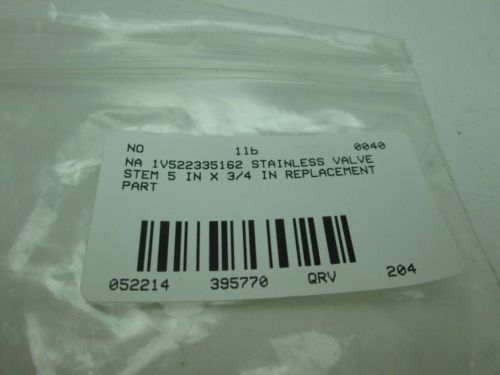 NO 1lb 0040
NA 1V522335162 STAINLESS VALVE
STEM 5 IN X 3/4 IN REPLACEMENT
PART
052214 395770 QRV 204